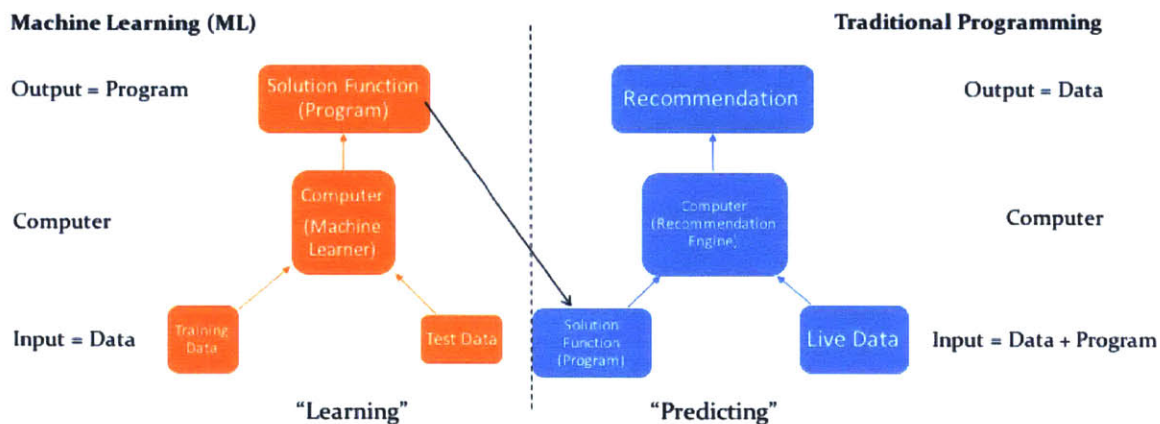 Machine Learning (ML)
Traditional Programming
Output = Program
Solution Function
(Program)
Recommendation
Output = Data
Computer
Computer
(Machine
Learner)
Computer
(Recommendation
Engine)
Computer
Input = Data
Training
Data
Test Data
Solution
Function
(Program)
Live Data
Input = Data + Program
“Learning”
“Predicting”